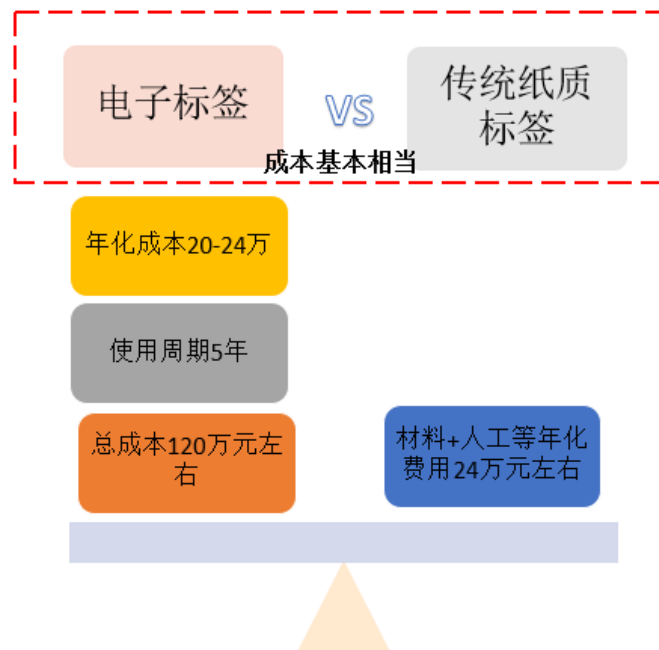 电子标签
VS
传统纸质
标签
成本基本相当
年化成本20-24万
使用周期5年
总成本120万元左
右
材料+人工等年化
费用24万元左右